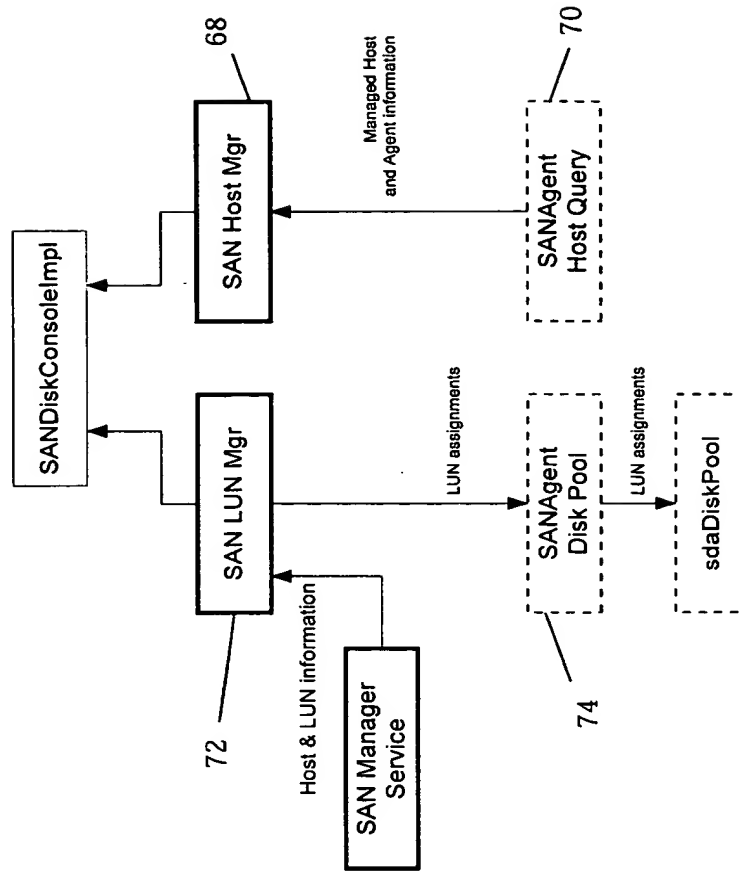 SANDiskConsoleImpl
72
SAN LUN Mgr
SAN Host Mgr
68
Host & LUN information
SAN Manager
Service
LUN assignments
Managed Host
and Agent information
74
SANAgent
Disk Pool
SANAgent
Host Query
70
LUN assignments
sdaDiskPool